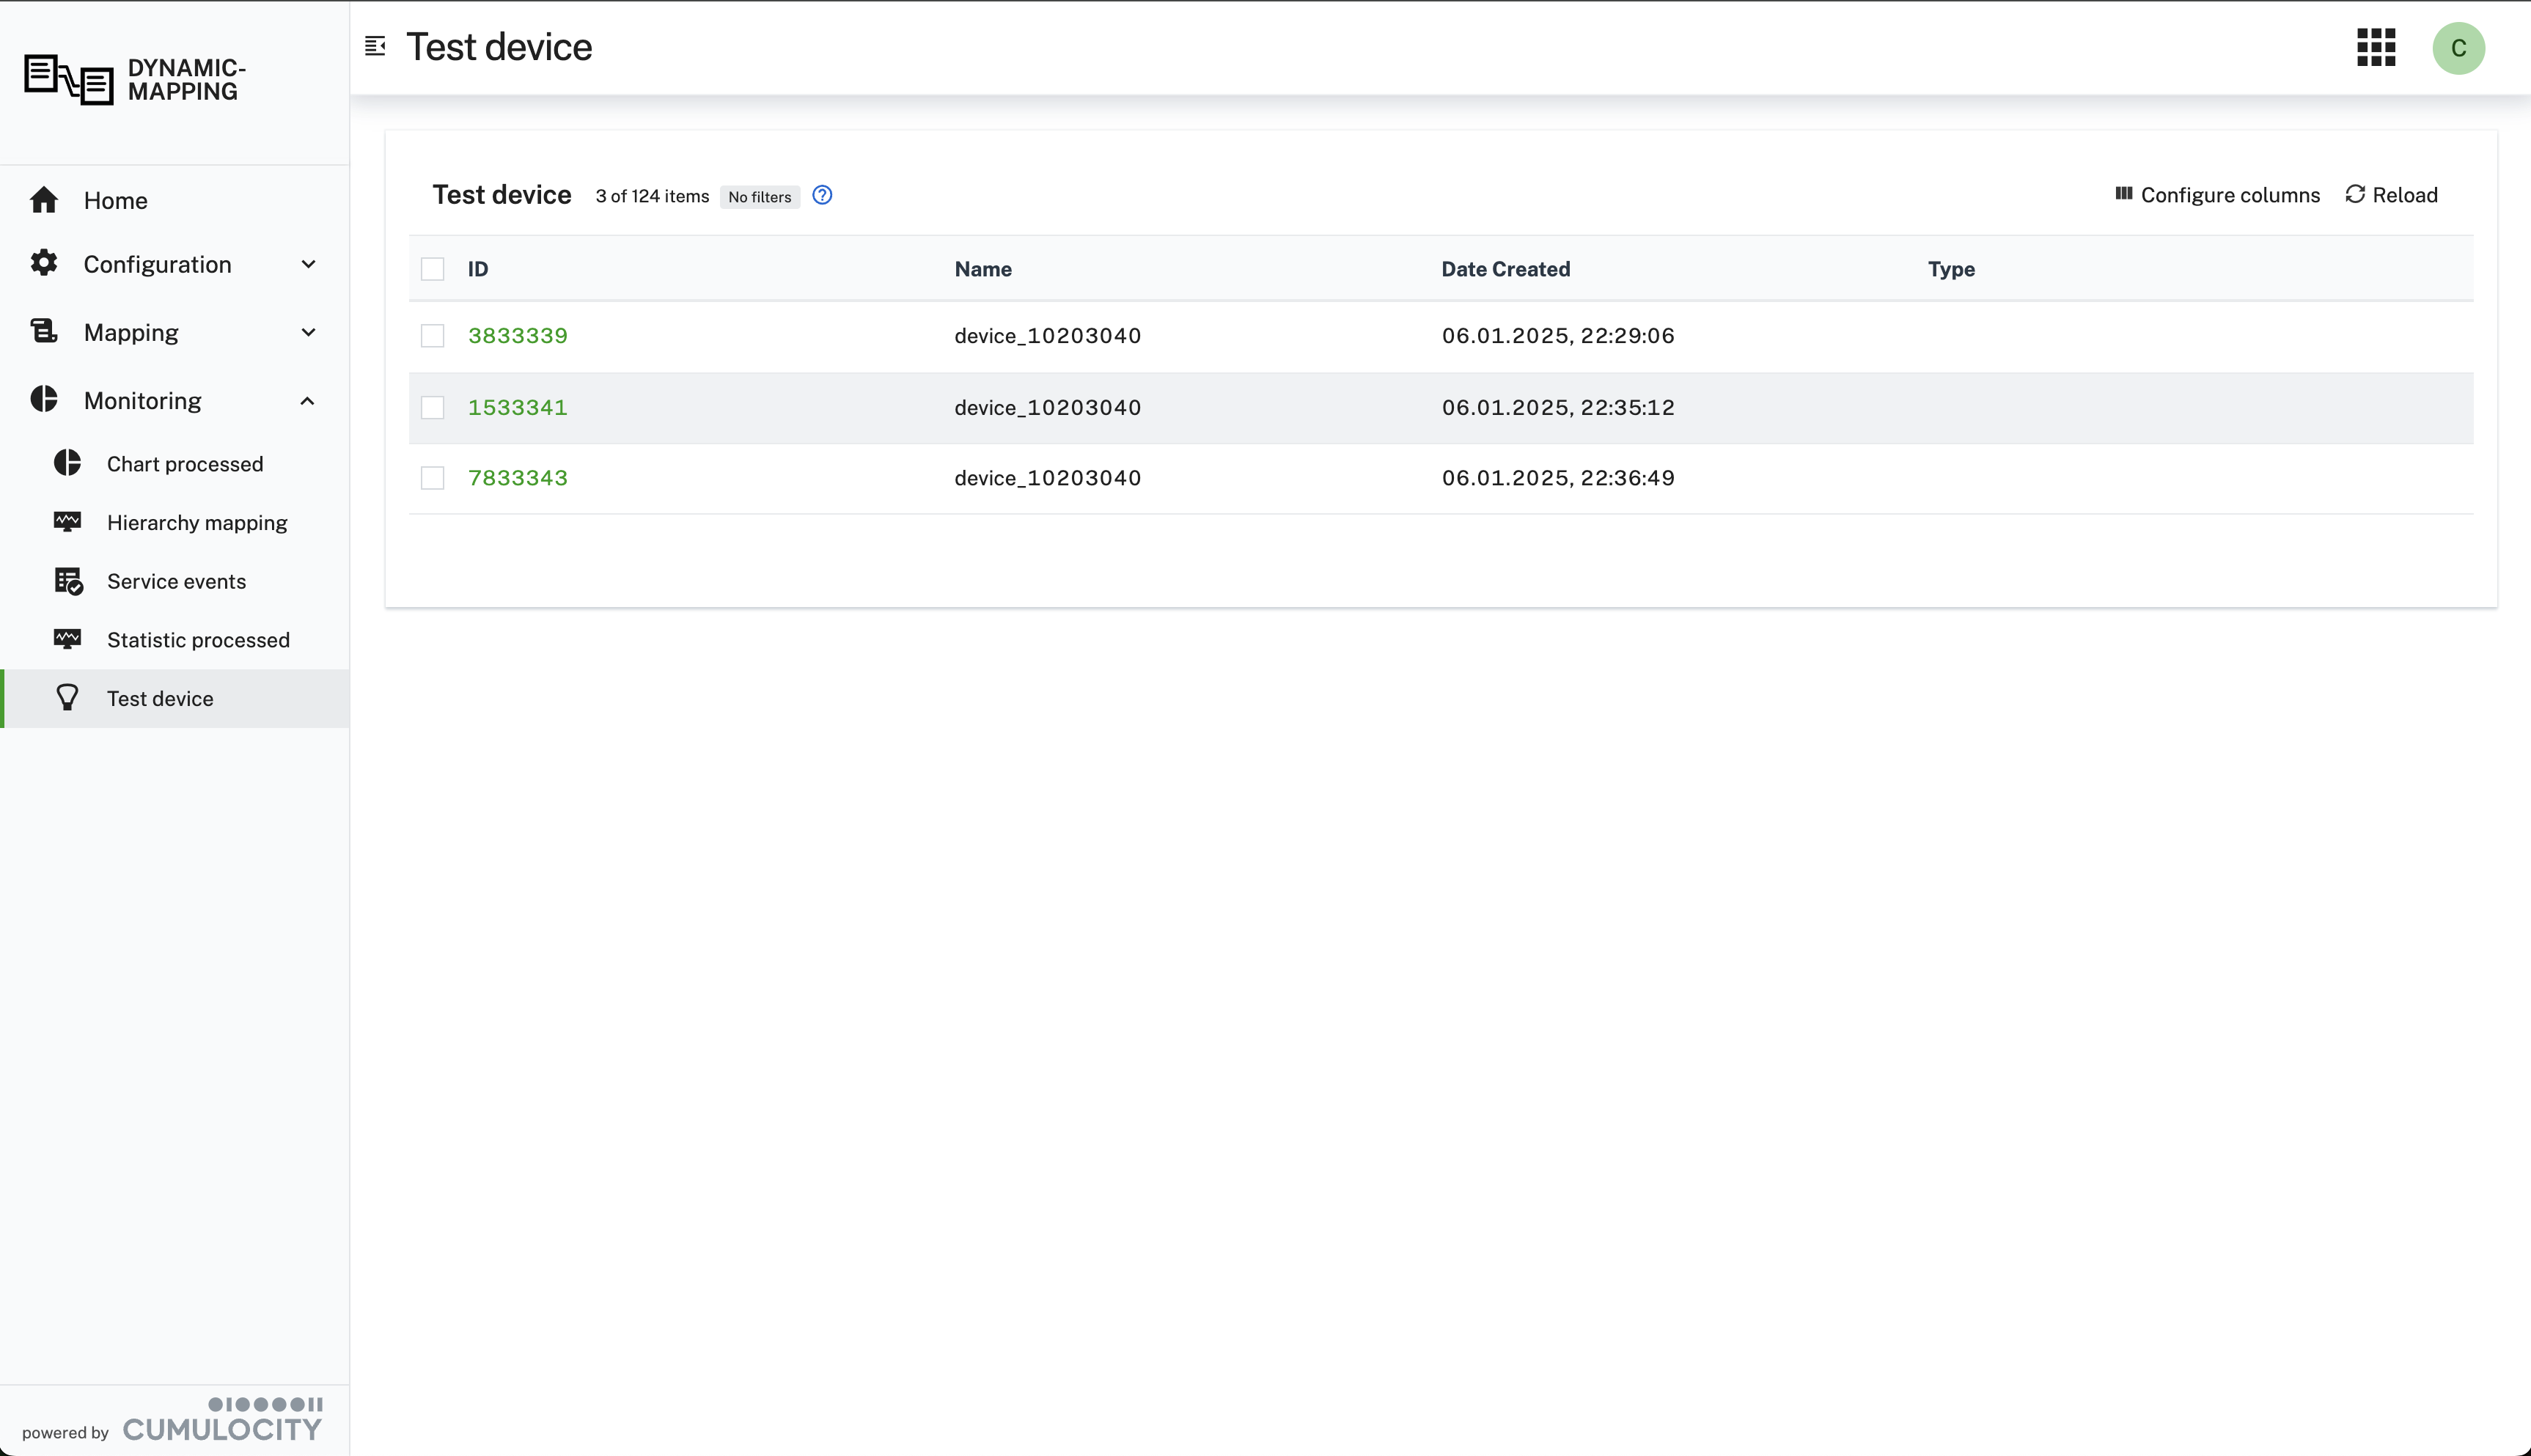 DYNAMIC-
MAPPING
Home
Configuration
Mapping
Monitoring
Chart processed
Hierarchy mapping
Service events
Statistic processed
Test device
powered by CUMULOCITY
Test device
C
Test device 3 of 124 items No filters
Configure columns Reload
ID Name Date Created Type
3833339 device_10203040 06.01.2025, 22:29:06
1533341 device_10203040 06.01.2025, 22:35:12
7833343 device_10203040 06.01.2025, 22:36:49